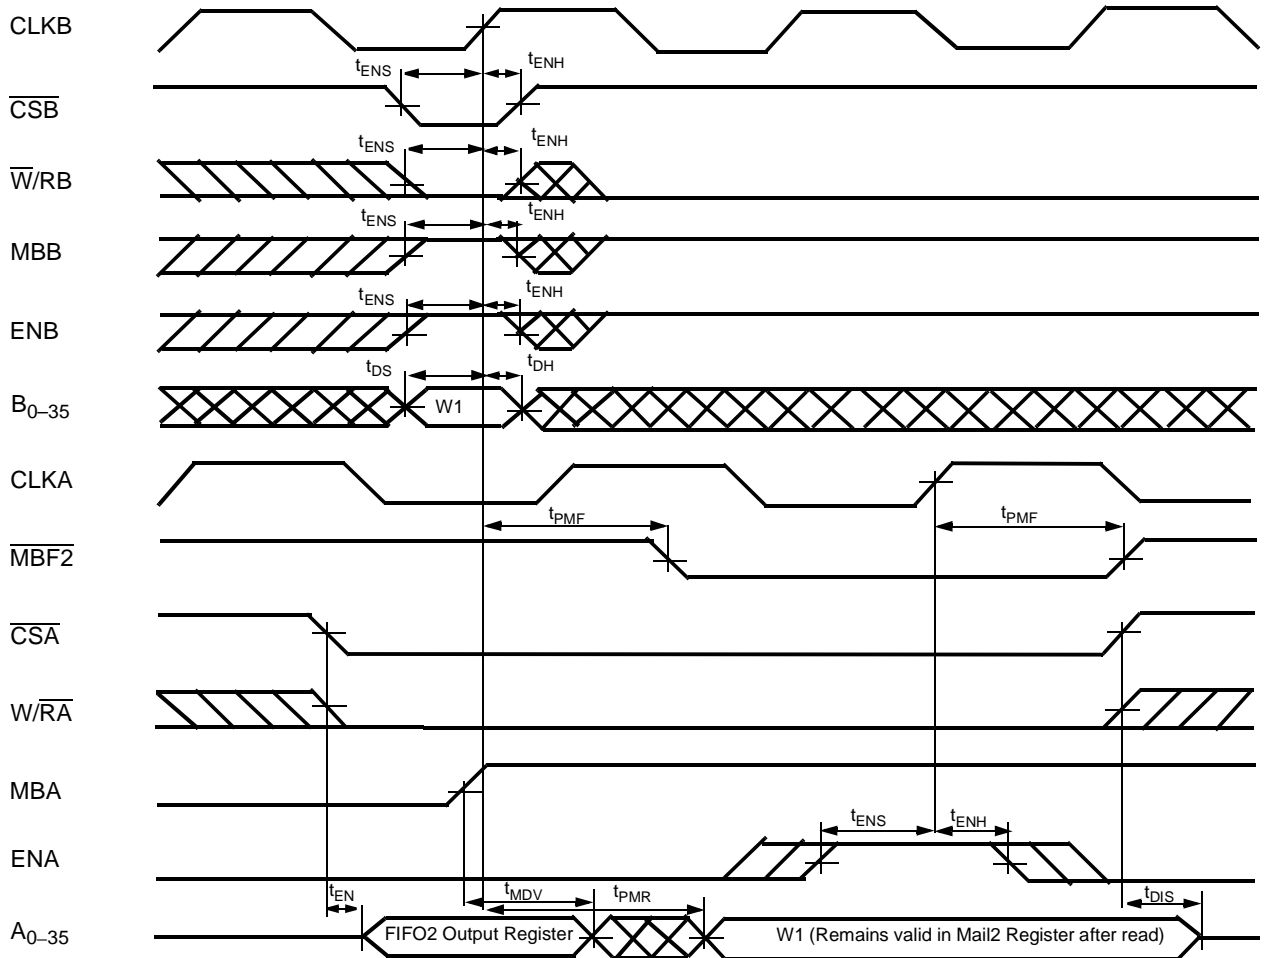 CLKB
tENS tENH
CSB
tENS tENH
W/RB
tENS tENH
MBB
tENS tENH
ENB
tDS tDH
B0–35 W1
CLKA
tPMF tPMF
MBF2
CSA
W/RA
MBA
tENS tENH
ENA
tEN tMDV tPMR tDIS
A0–35 FIFO2 Output Register W1 (Remains valid in Mail2 Register after read)